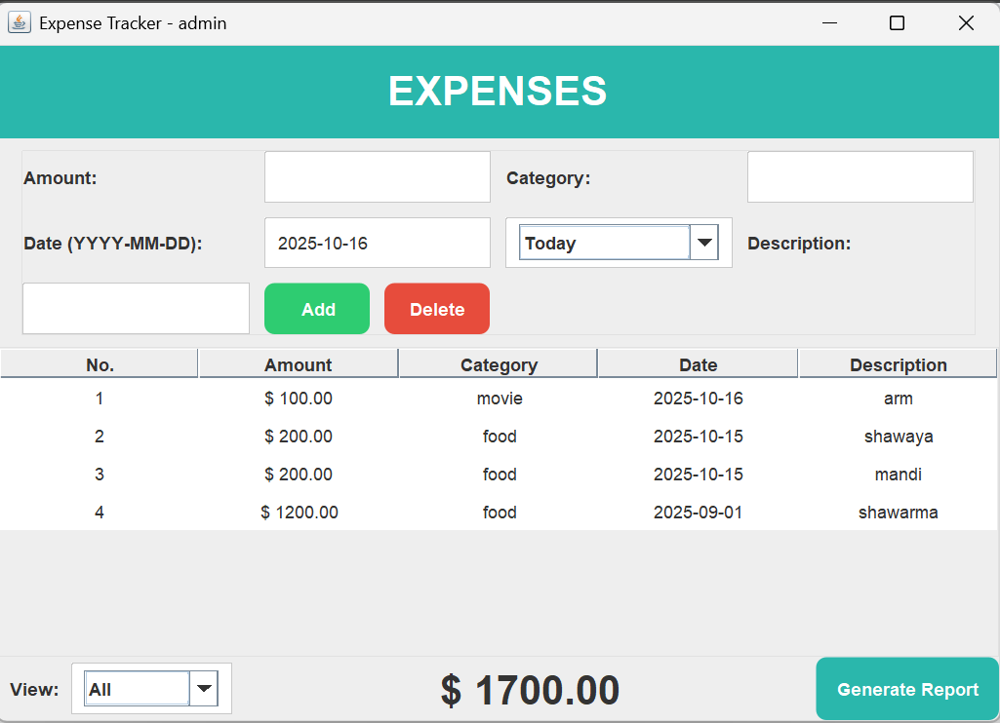 Expense Tracker - admin
EXPENSES
Amount: Category:
Date (YYYY-MM-DD): 2025-10-16 Today Description:
Add Delete
No. Amount Category Date Description
1 $ 100.00 movie 2025-10-16 arm
2 $ 200.00 food 2025-10-15 shawaya
3 $ 200.00 food 2025-10-15 mandi
4 $ 1200.00 food 2025-09-01 shawarma
View: All $ 1700.00 Generate Report